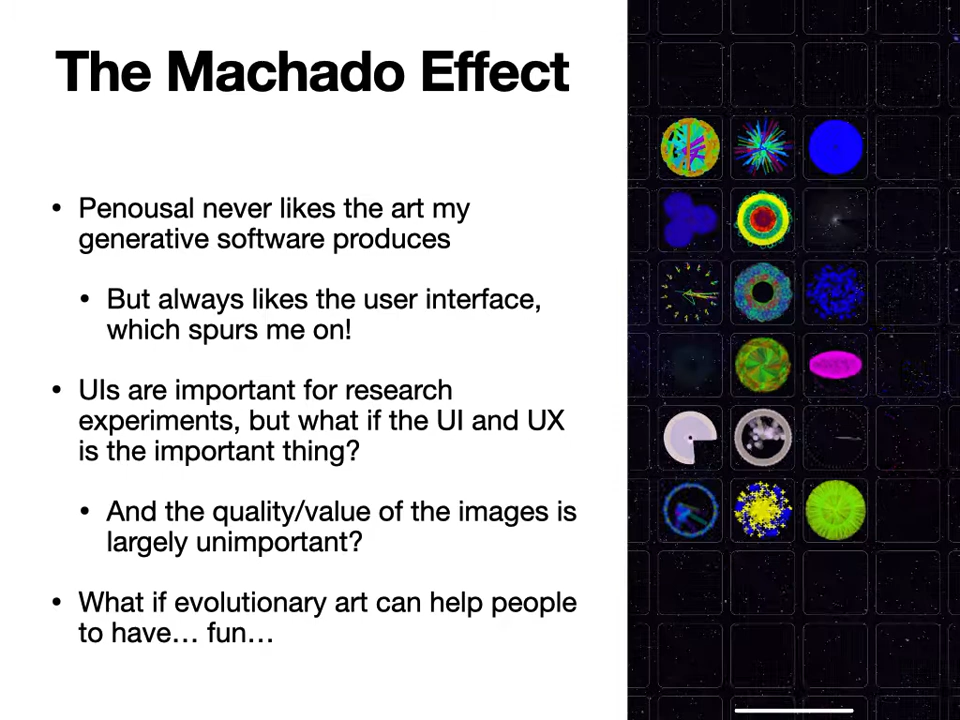 The Machado Effect
• Penousal never likes the art my
generative software produces
• But always likes the user interface,
which spurs me on!
• UIs are important for research
experiments, but what if the UI and UX
is the important thing?
• And the quality/value of the images is
largely unimportant?
• What if evolutionary art can help people
to have… fun…